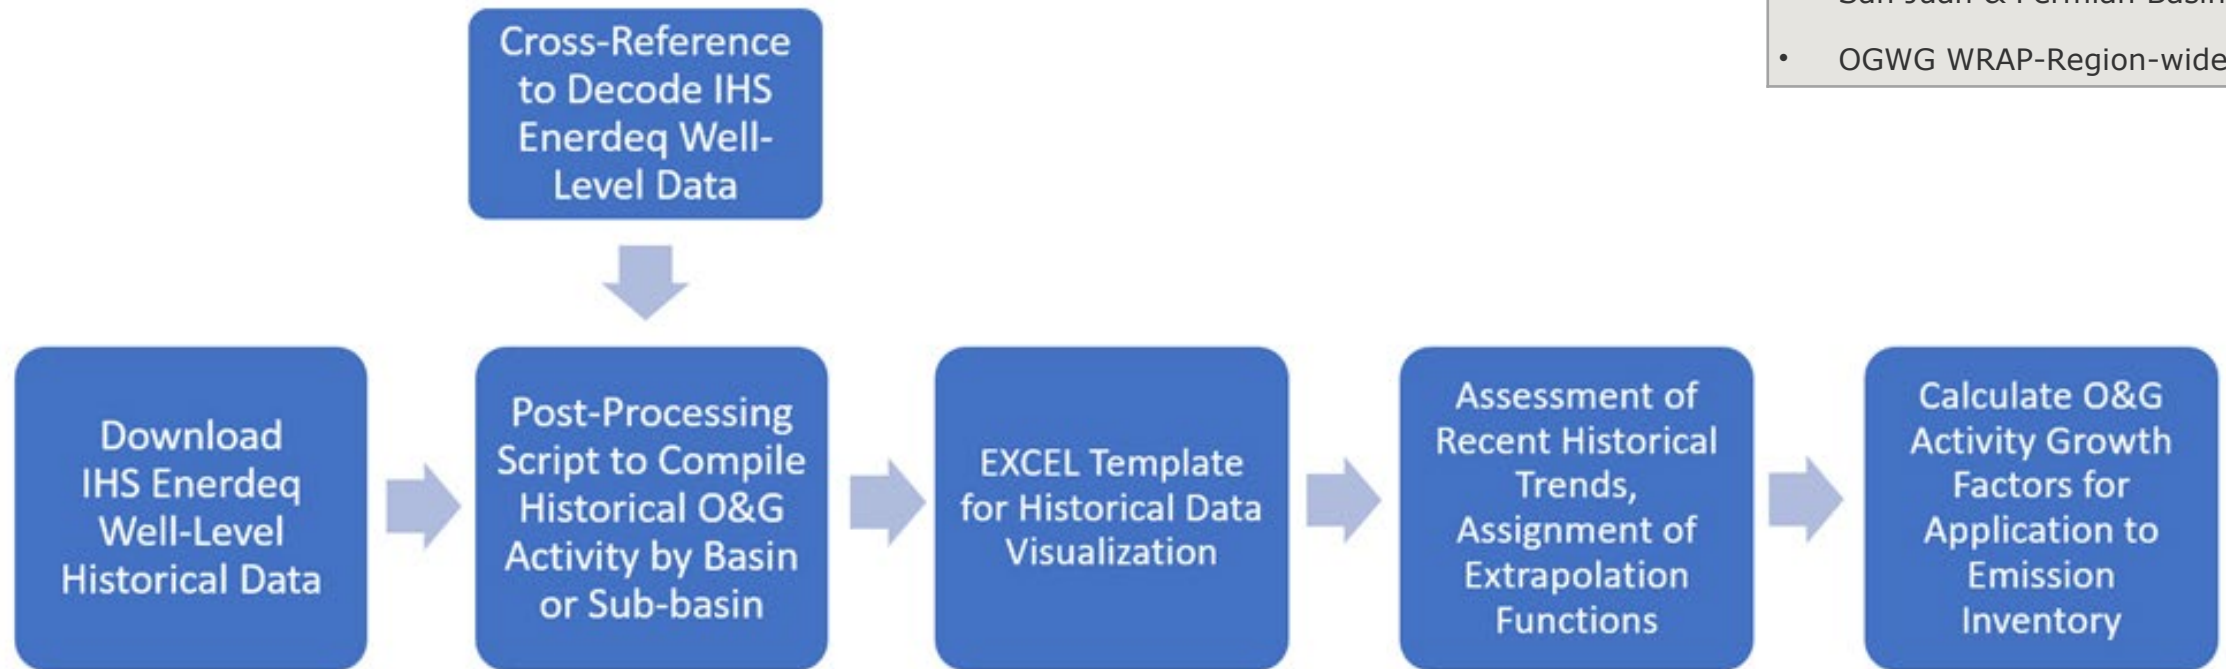 • OGWG WRAP-Region-wide
Cross-Reference
to Decode IHS
Enerdeq Well-
Level Data
Download
IHS Enerdeq
Well-Level
Historical Data
Post-Processing
Script to Compile
Historical O&G
Activity by Basin
or Sub-basin
EXCEL Template
for Historical Data
Visualization
Assessment of
Recent Historical
Trends,
Assignment of
Extrapolation
Functions
Calculate O&G
Activity Growth
Factors for
Application to
Emission
Inventory